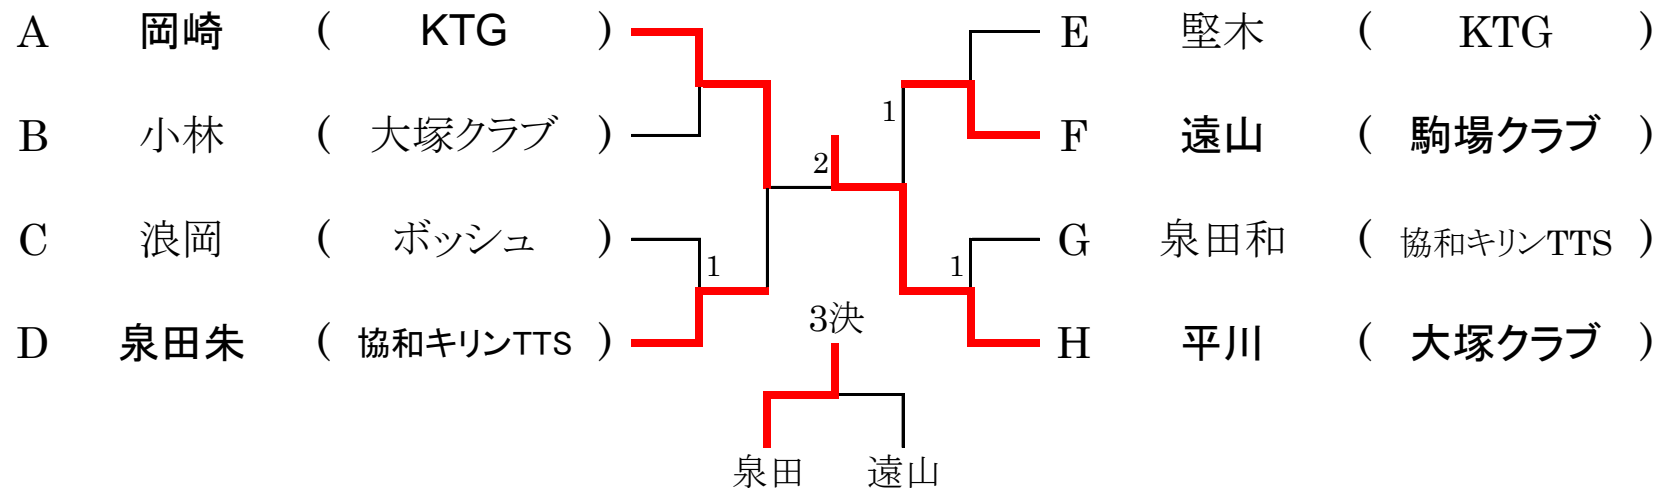 A 岡崎 ( KTG ) E 堅木 ( KTG )
1
B 小林 ( 大塚クラブ ) F 遠山 ( 駒場クラブ )
2
C 浪岡 ( ボッシュ ) G 泉田和 ( 協和キリンTTS )
1 1
3決
D 泉田朱 ( 協和キリンTTS ) H 平川 ( 大塚クラブ )
泉田 遠山